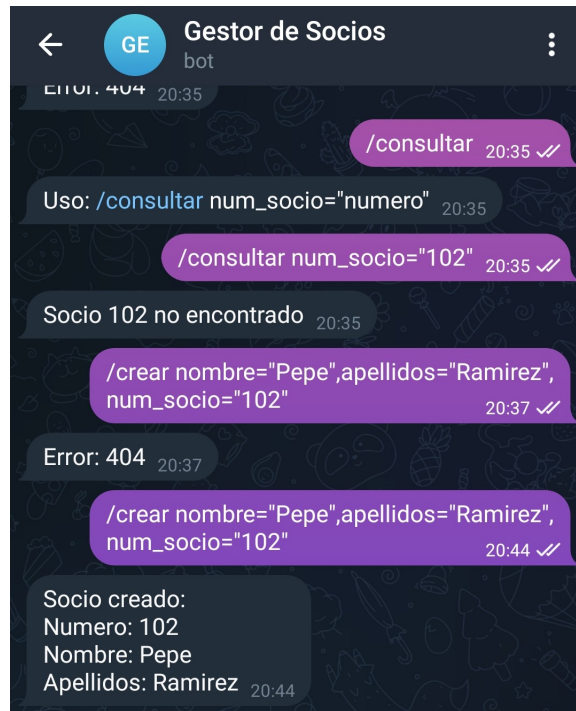 GE
Gestor de Socios
bot
Error: 404 20:35
/consultar 20:35
Uso: /consultar num_socio="numero" 20:35
/consultar num_socio="102" 20:35
Socio 102 no encontrado 20:35
/crear nombre="Pepe",apellidos="Ramirez",
num_socio="102" 20:37
Error: 404 20:37
/crear nombre="Pepe",apellidos="Ramirez",
num_socio="102" 20:44
Socio creado:
Numero: 102
Nombre: Pepe
Apellidos: Ramirez 20:44